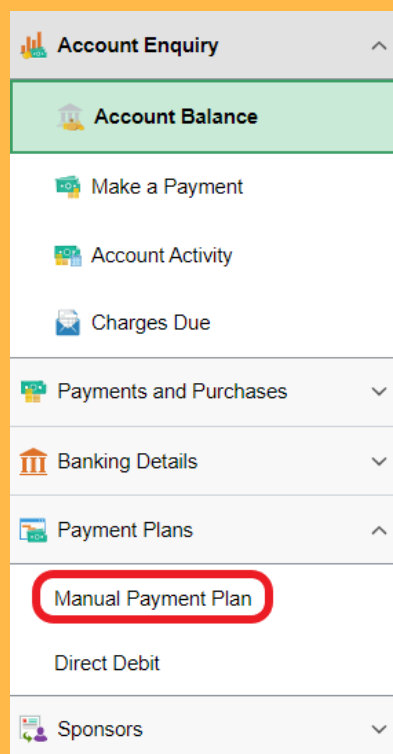 Account Enquiry
Account Balance
Make a Payment
Account Activity
Charges Due
Payments and Purchases
Banking Details
Payment Plans
Manual Payment Plan
Direct Debit
Sponsors